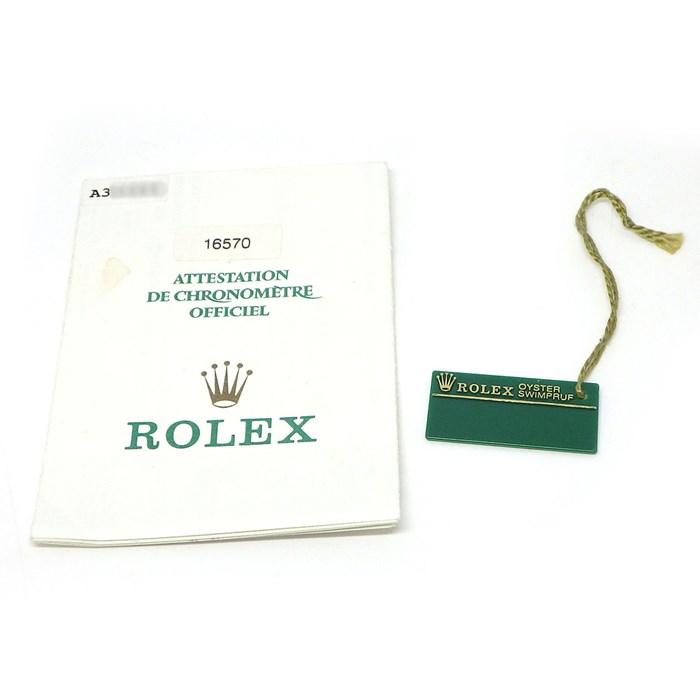 A3
16570
ATTESTATION
DE CHRONOMÈTRE
OFFICIEL
ROLEX
ROLEX OYSTER
SWIMPRUF